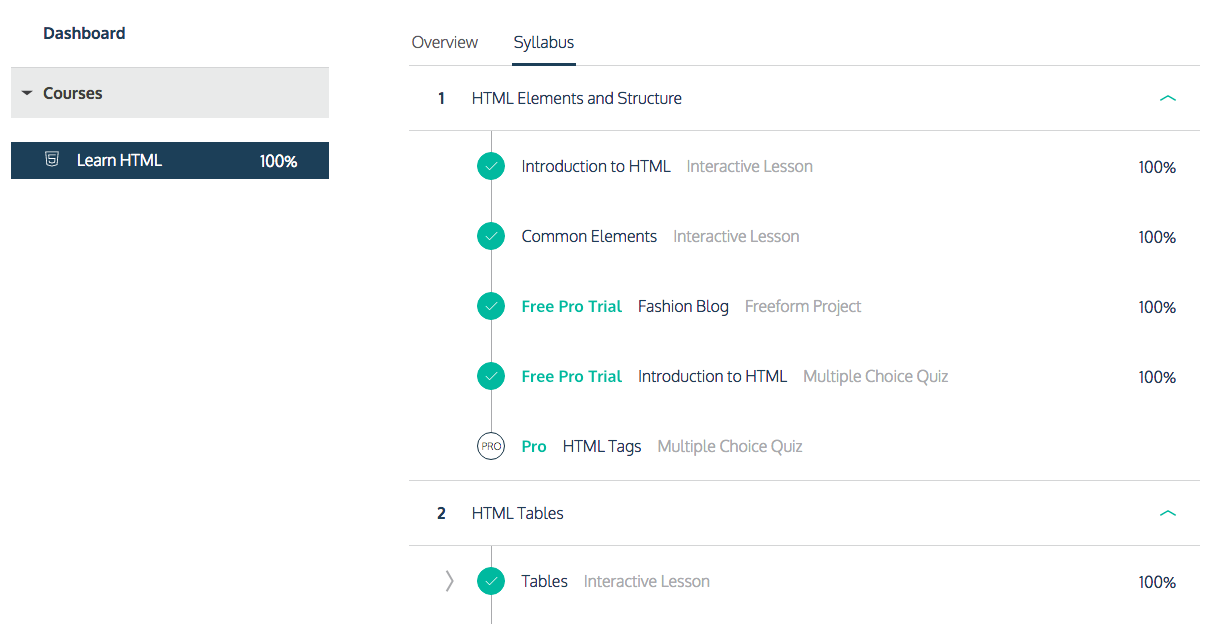 Dashboard
Courses
Learn HTML 100%
Overview Syllabus
1 HTML Elements and Structure
Introduction to HTML Interactive Lesson 100%
Common Elements Interactive Lesson 100%
Free Pro Trial Fashion Blog Freeform Project 100%
Free Pro Trial Introduction to HTML Multiple Choice Quiz 100%
PRO Pro HTML Tags Multiple Choice Quiz
2 HTML Tables
Tables Interactive Lesson 100%